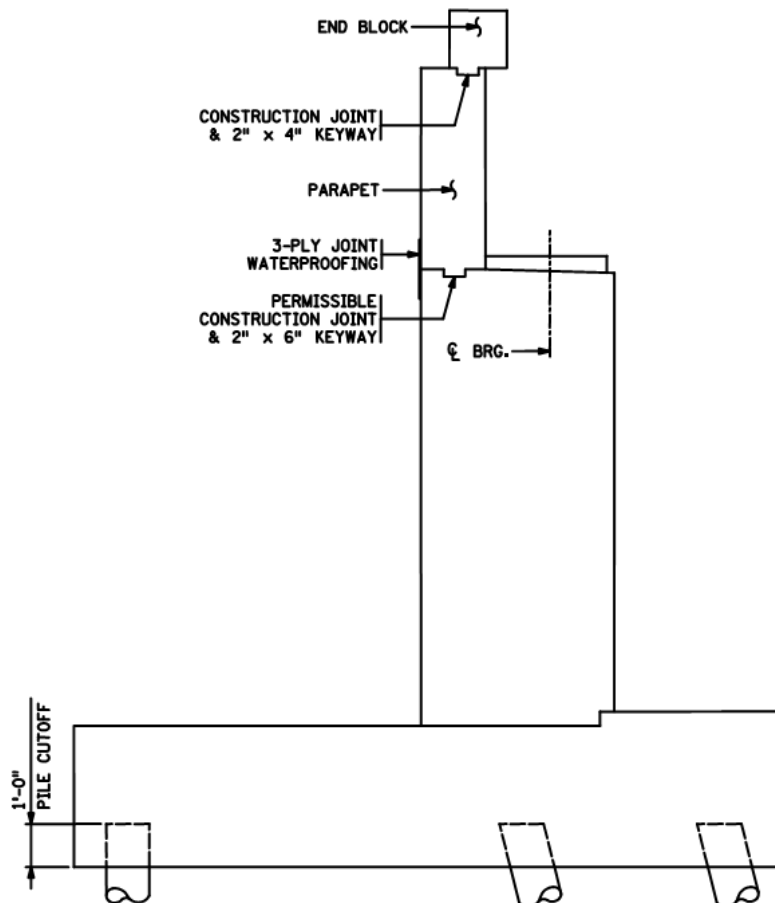 END BLOCK
CONSTRUCTION JOINT
& 2" x 4" KEYWAY
PARAPET
3-PLY JOINT
WATERPROOFING
PERMISSIBLE
CONSTRUCTION JOINT
& 2" x 6" KEYWAY
℄ BRG.
1'-0"
PILE CUTOFF